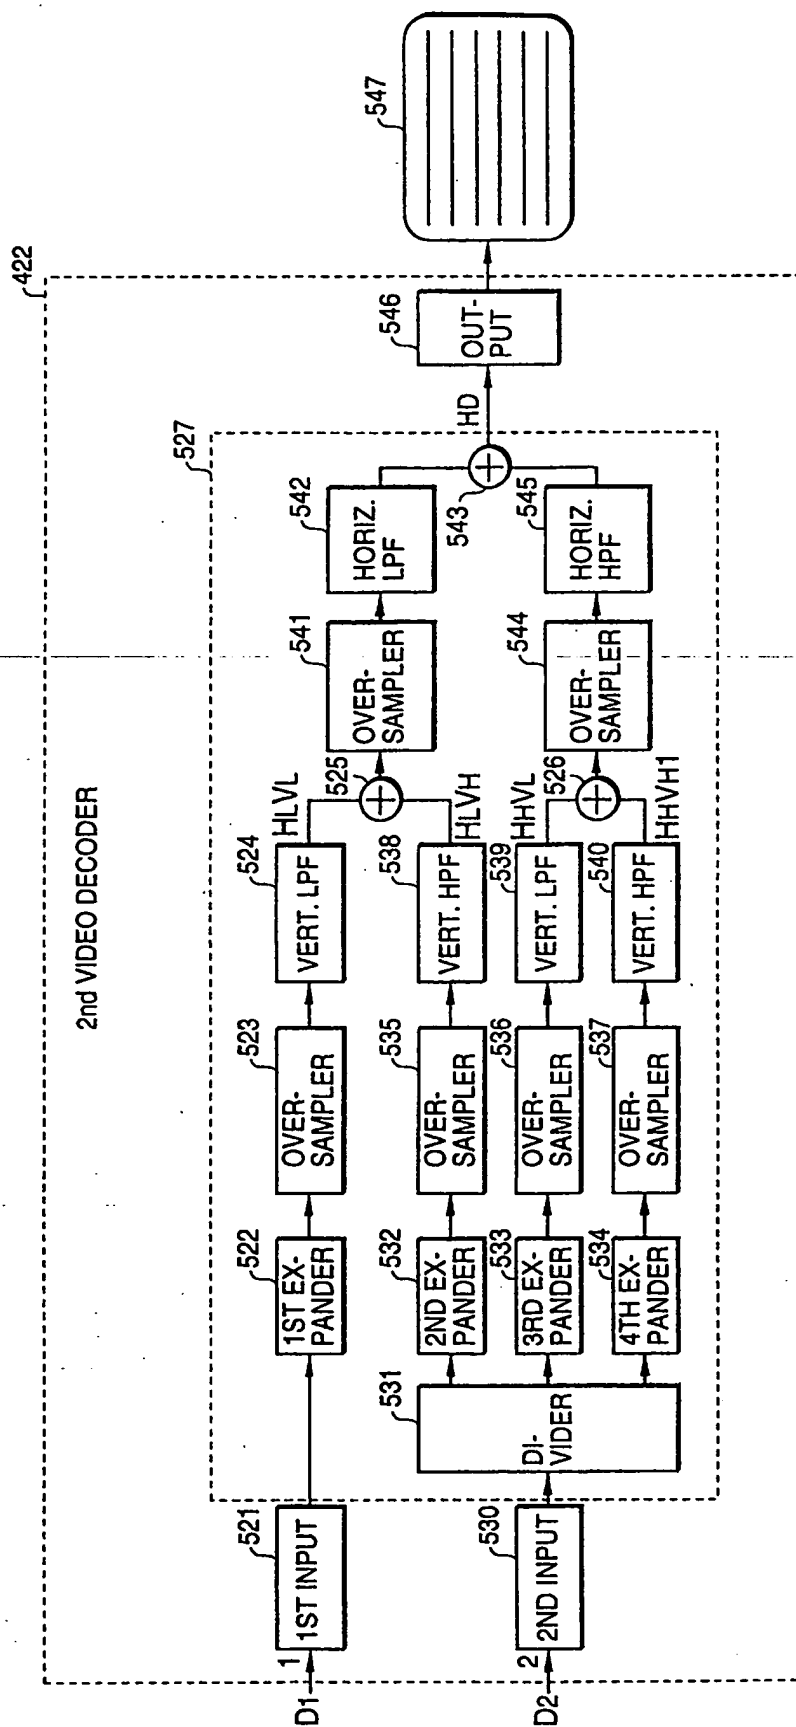 422
2nd VIDEO DECODER
527
D1
1
521
1ST INPUT
522
1ST EX-
PANDER
523
OVER-
SAMPLER
524
VERT. LPF
HLVL
525
541
OVER-
SAMPLER
542
HORIZ.
LPF
543
HD
546
OUT-
PUT
547
D2
2
530
2ND INPUT
531
DI-
VIDER
532
2ND EX-
PANDER
535
OVER-
SAMPLER
538
VERT. HPF
HLVH
533
3RD EX-
PANDER
536
OVER-
SAMPLER
539
VERT. LPF
HHVL
526
544
OVER-
SAMPLER
545
HORIZ.
HPF
534
4TH EX-
PANDER
537
OVER-
SAMPLER
540
VERT. HPF
HHVH1